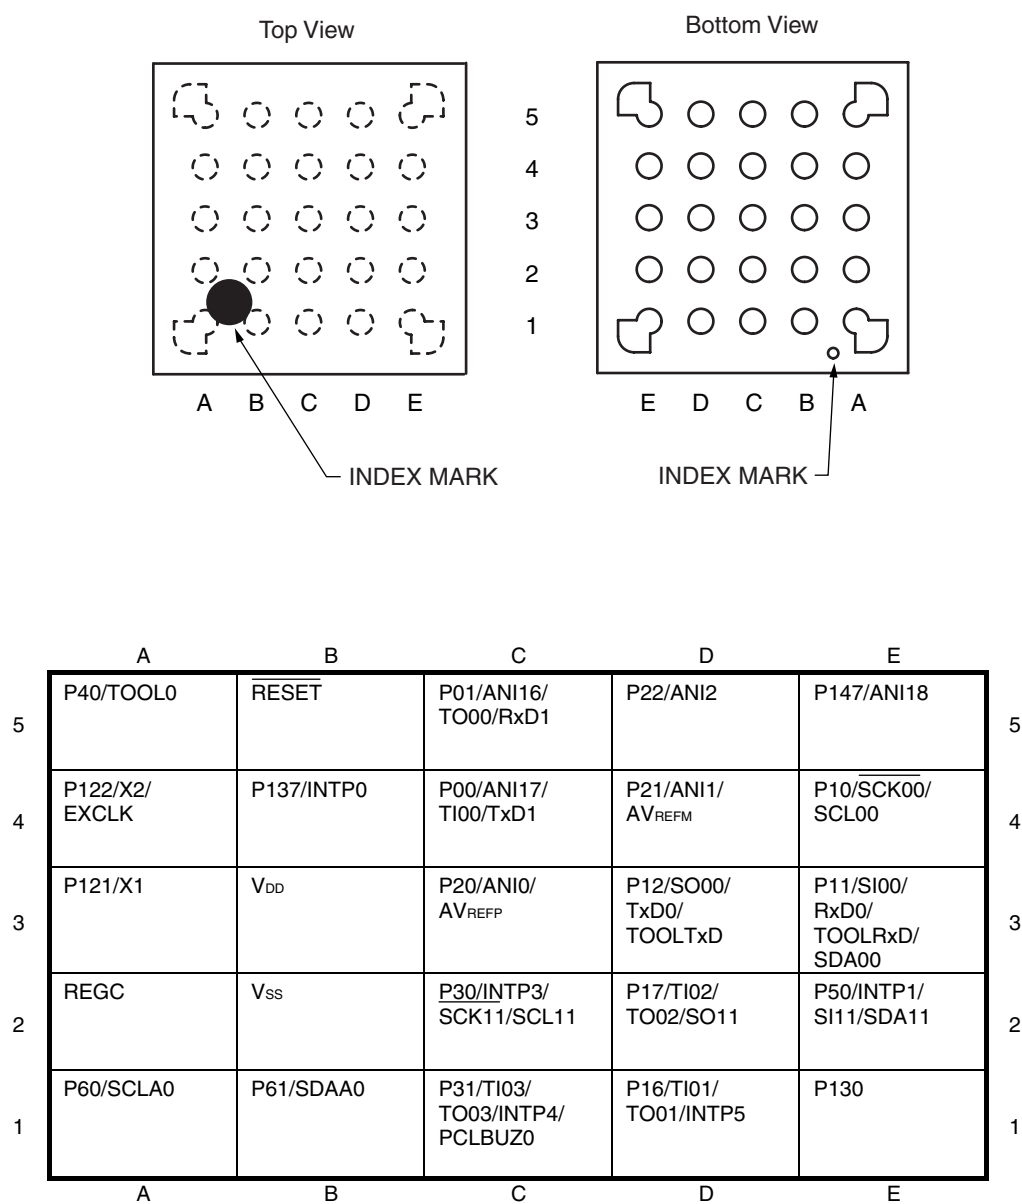 Top View
Bottom View
5
4
3
2
1
A B C D E
E D C B A
INDEX MARK
INDEX MARK
A B C D E
5
P40/TOOL0
RESET
P01/ANI16/
TO00/RxD1
P22/ANI2
P147/ANI18
5
4
P122/X2/
EXCLK
P137/INTP0
P00/ANI17/
TI00/TxD1
P21/ANI1/
AVREFM
P10/SCK00/
SCL00
4
3
P121/X1
VDD
P20/ANI0/
AVREFP
P12/SO00/
TxD0/
TOOLTxD
P11/SI00/
RxD0/
TOOLRxD/
SDA00
3
2
REGC
VSS
P30/INTP3/
SCK11/SCL11
P17/TI02/
TO02/SO11
P50/INTP1/
SI11/SDA11
2
1
P60/SCLA0
P61/SDAA0
P31/TI03/
TO03/INTP4/
PCLBUZ0
P16/TI01/
TO01/INTP5
P130
1
A B C D E